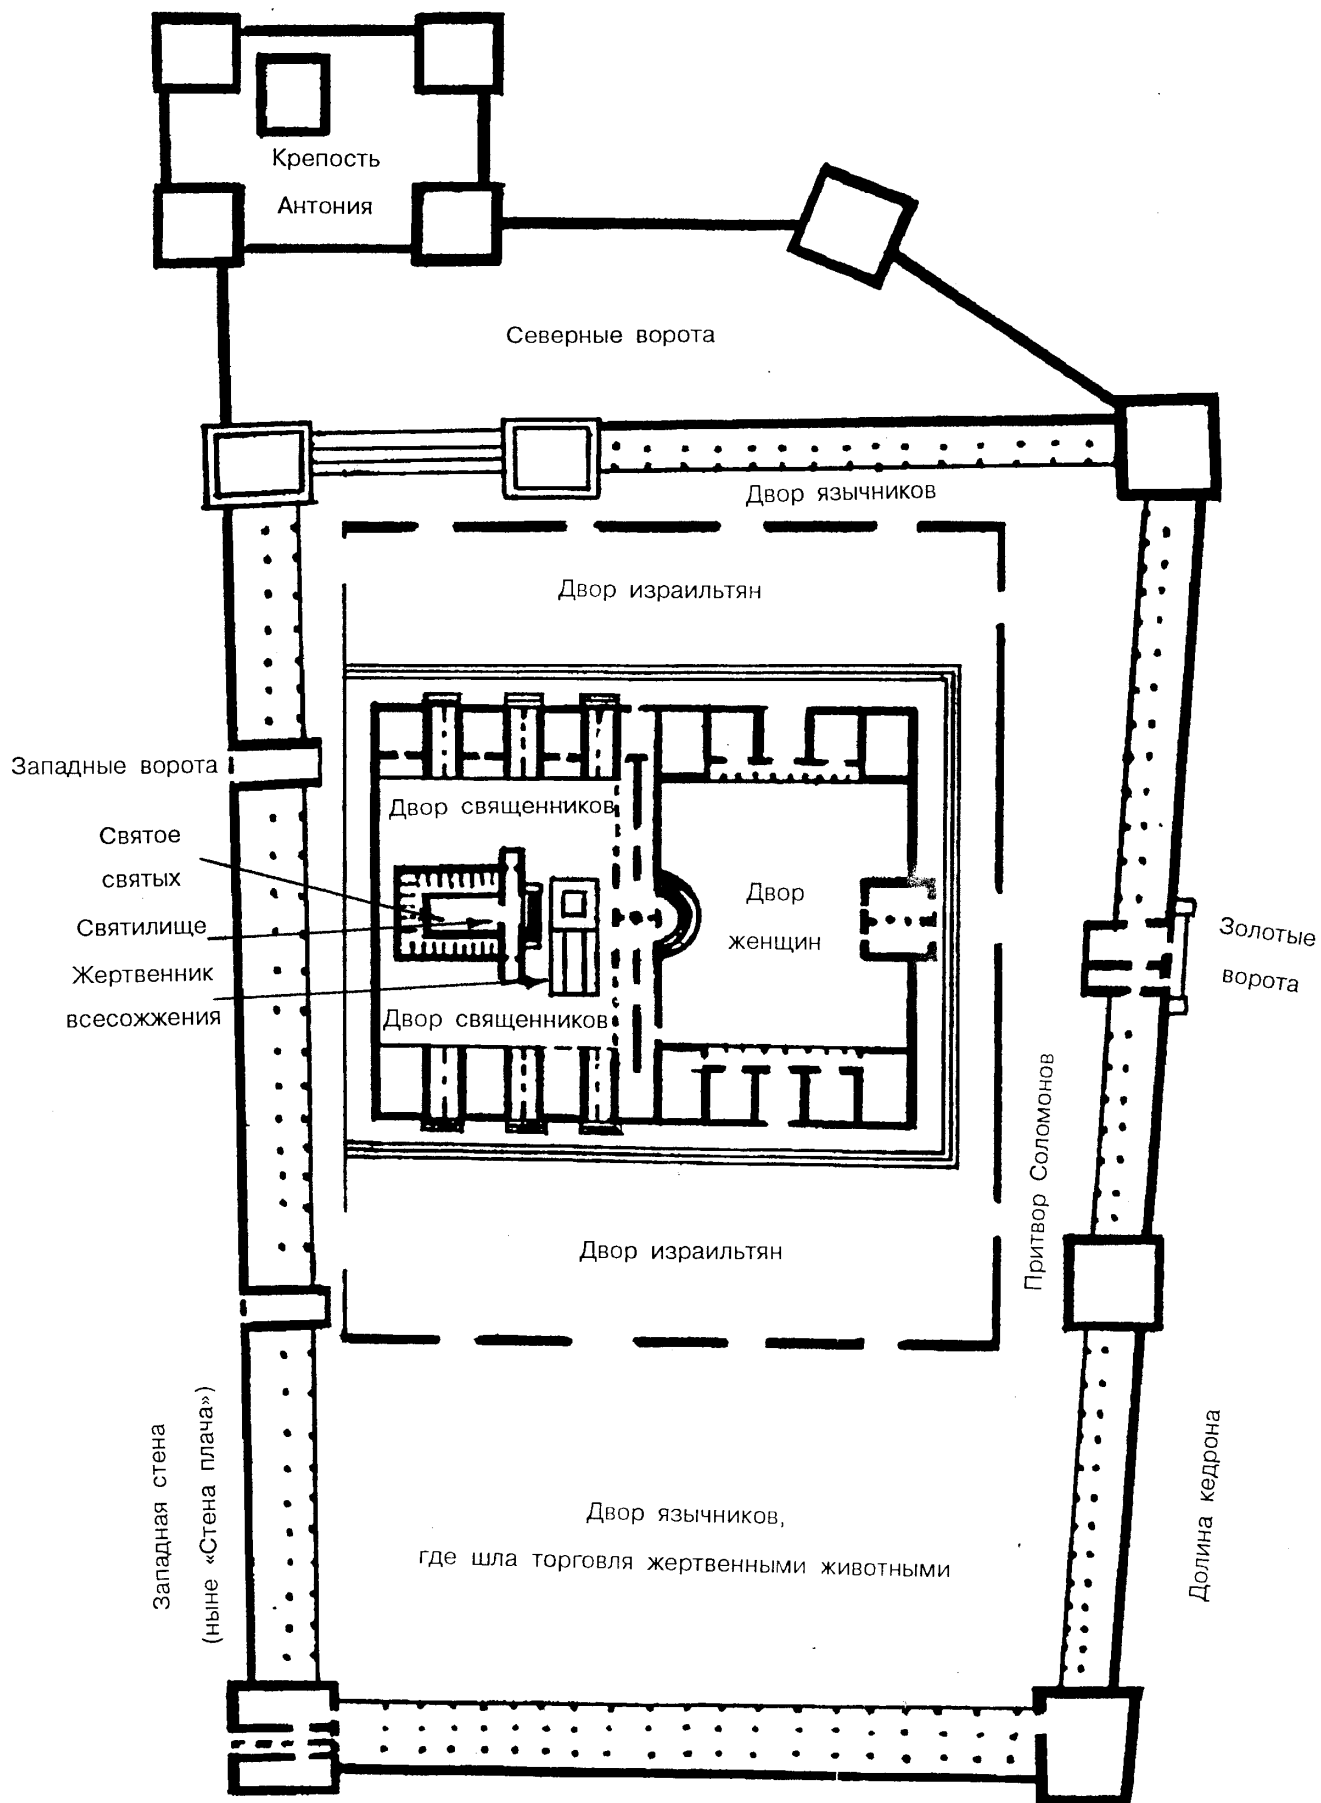 Крепость
Антония
Северные ворота
Двор язычников
Двор израильтян
Западные ворота
Двор священников
Святое
святых
Святилище
Жертвенник
всесожжения
Двор
женщин
Золотые
ворота
Двор священников
Притвор Соломонов
Двор израильтян
Западная стена
(ныне «Стена плача»)
Долина кедрона
Двор язычников,
где шла торговля жертвенными животными